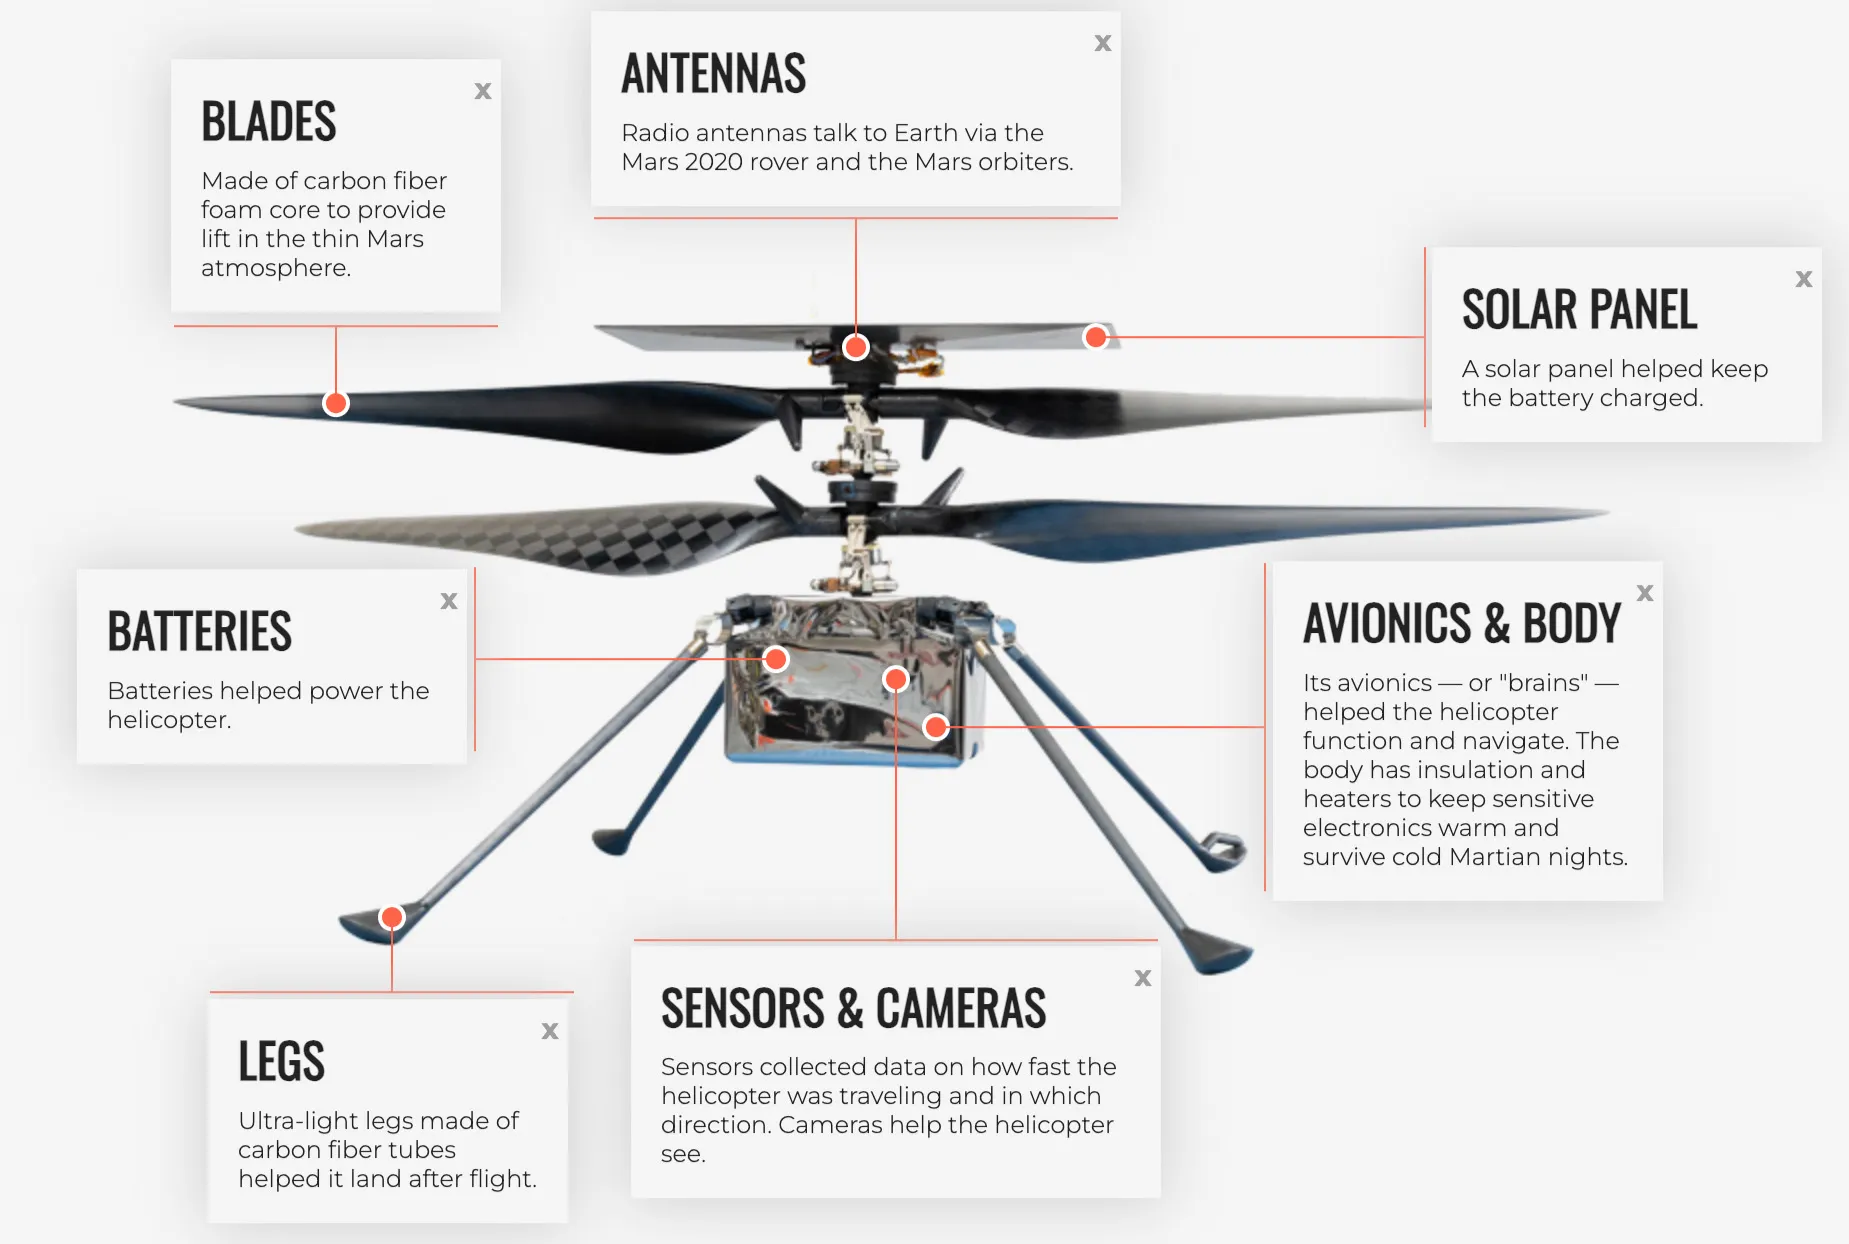 ANTENNAS
x
Radio antennas talk to Earth via the
Mars 2020 rover and the Mars orbiters.
BLADES
x
Made of carbon fiber
foam core to provide
lift in the thin Mars
atmosphere.
SOLAR PANEL
x
A solar panel helped keep
the battery charged.
BATTERIES
x
Batteries helped power the
helicopter.
AVIONICS & BODY
x
Its avionics — or "brains" —
helped the helicopter
function and navigate. The
body has insulation and
heaters to keep sensitive
electronics warm and
survive cold Martian nights.
LEGS
x
Ultra-light legs made of
carbon fiber tubes
helped it land after flight.
SENSORS & CAMERAS
x
Sensors collected data on how fast the
helicopter was traveling and in which
direction. Cameras help the helicopter
see.